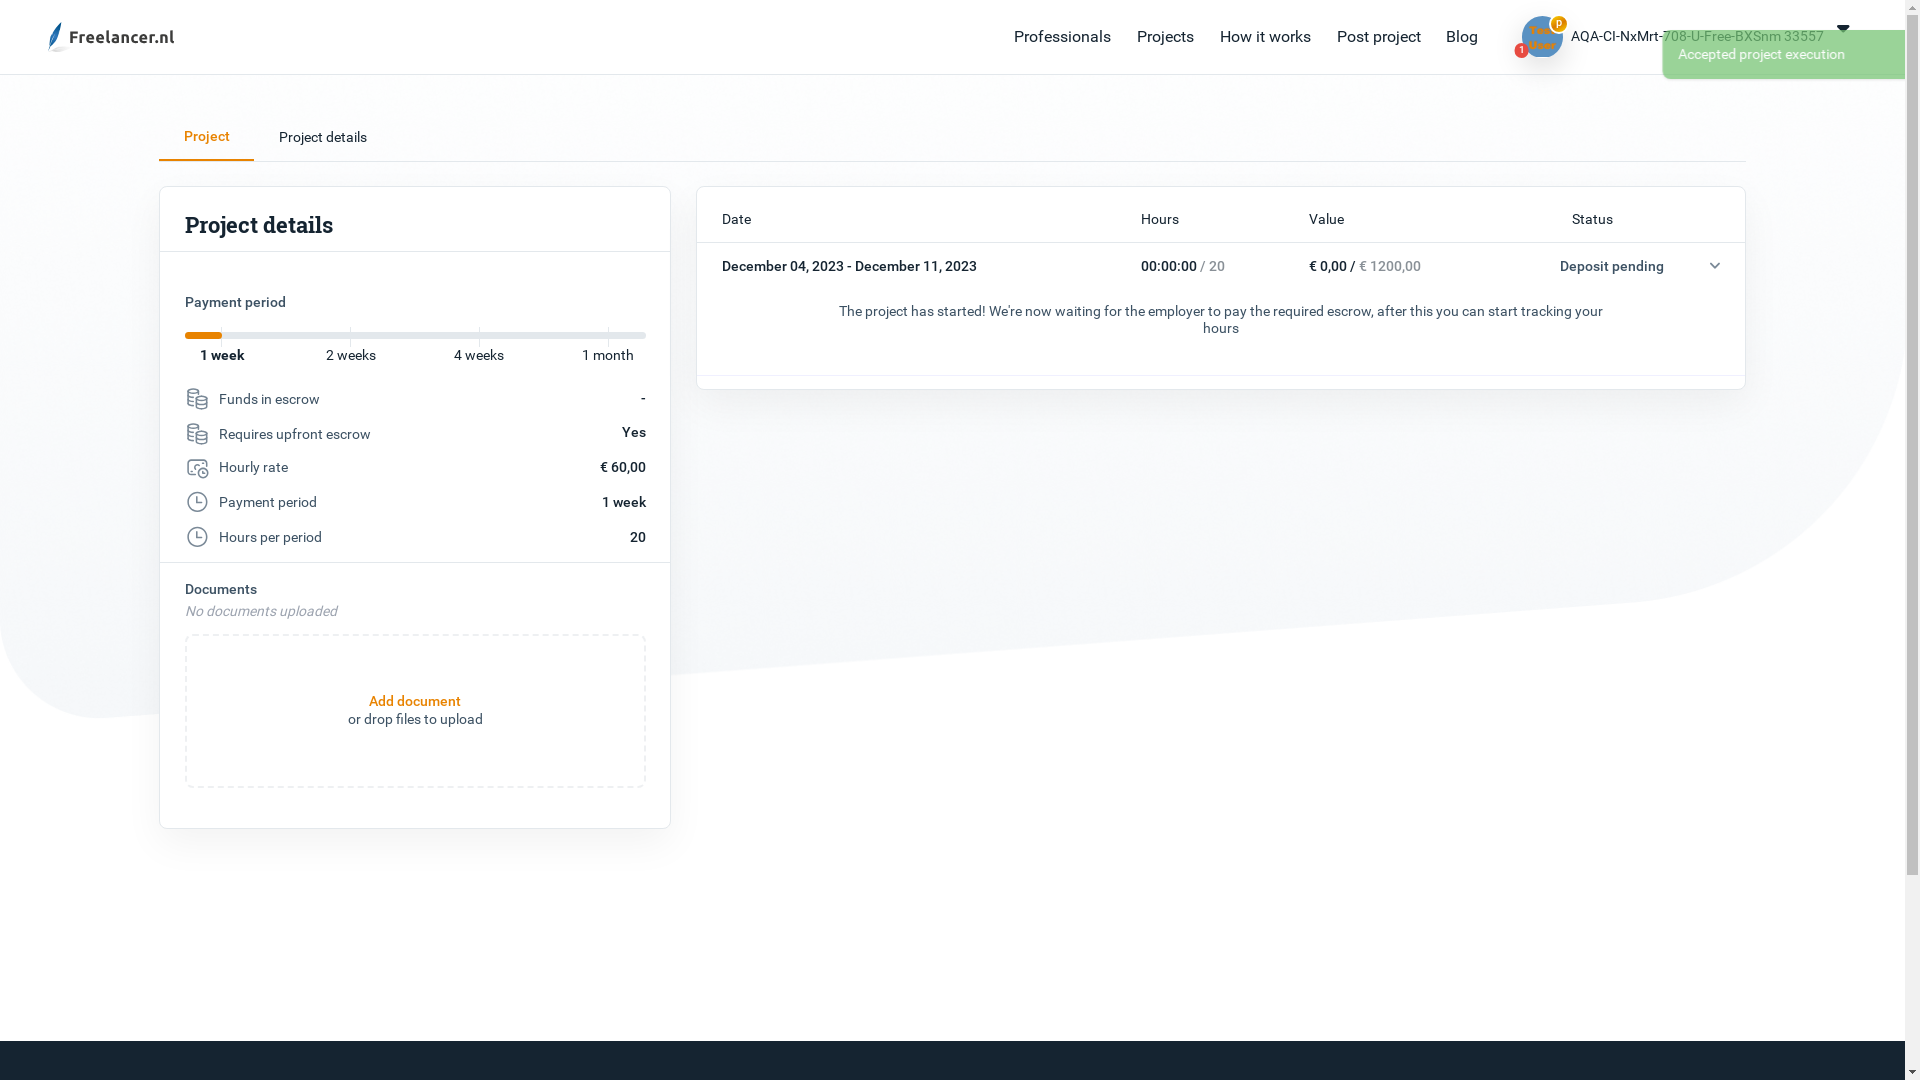 Freelancer.nl
Professionals
Projects
How it works
Post project
Blog
p
1
AQA-CI-NxMrt-708-U-Free-BXSnm 33557
Accepted project execution
Project
Project details
Project details
Payment period
1 week
2 weeks
4 weeks
1 month
Funds in escrow
-
Requires upfront escrow
Yes
Hourly rate
€ 60,00
Payment period
1 week
Hours per period
20
Documents
No documents uploaded
Add document
or drop files to upload
Date
Hours
Value
Status
December 04, 2023 - December 11, 2023
00:00:00 / 20
€ 0,00 / € 1200,00
Deposit pending
The project has started! We're now waiting for the employer to pay the required escrow, after this you can start tracking your
hours